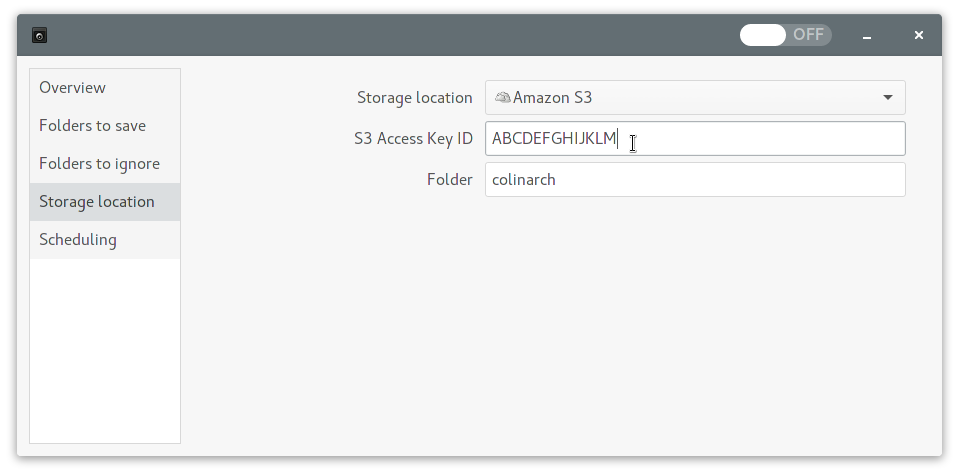 OFF
Overview
Folders to save
Folders to ignore
Storage location
Scheduling
Storage location Amazon S3
S3 Access Key ID ABCDEFGHIJKLM
Folder colinarch